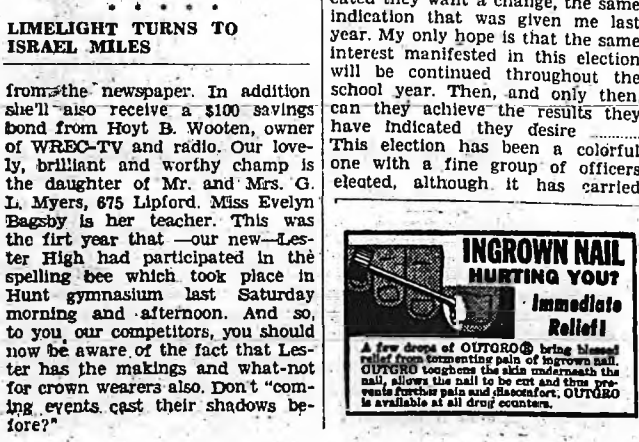 LIMELIGHT TURNS TO
ISRAEL MILES
from the newspaper. In addition
she'll also receive a $100 savings
bond from Hoyt B. Wooten, owner
of WREC-TV and radio. Our love-
ly, brilliant and worthy champ is
the daughter of Mr. and Mrs. G.
L. Myers, 675 Lipford. Miss Evelyn
Bagsby is her teacher. This was
the firt year that —our new—Les-
ter High had participated in the
spelling bee which took place in
Hunt gymnasium last Saturday
morning and afternoon. And so,
to you, our competitors, you should
now be aware of the fact that Les-
ter has the makings and what-not
for crown wearers also. Don't "com-
ing events cast their shadows be-
fore?"
cated they want a change, the same
indication that was given me last
year. My only hope is that the same
interest manifested in this election
will be continued throughout the
school year. Then, and only then
can they achieve the results they
have indicated they desire ........
This election has been a colorful
one with a fine group of officers
elected, although it has carried
INGROWN NAIL
HURTING YOU?
Immediate
Relief!
A few drops of OUTGRO® bring blessed
relief from tormenting pain of ingrown nail.
OUTGRO toughens the skin underneath the
nail, allows the nail to be cut and thus pre-
vents further pain and discomfort. OUTGRO
is available at all drug counters.